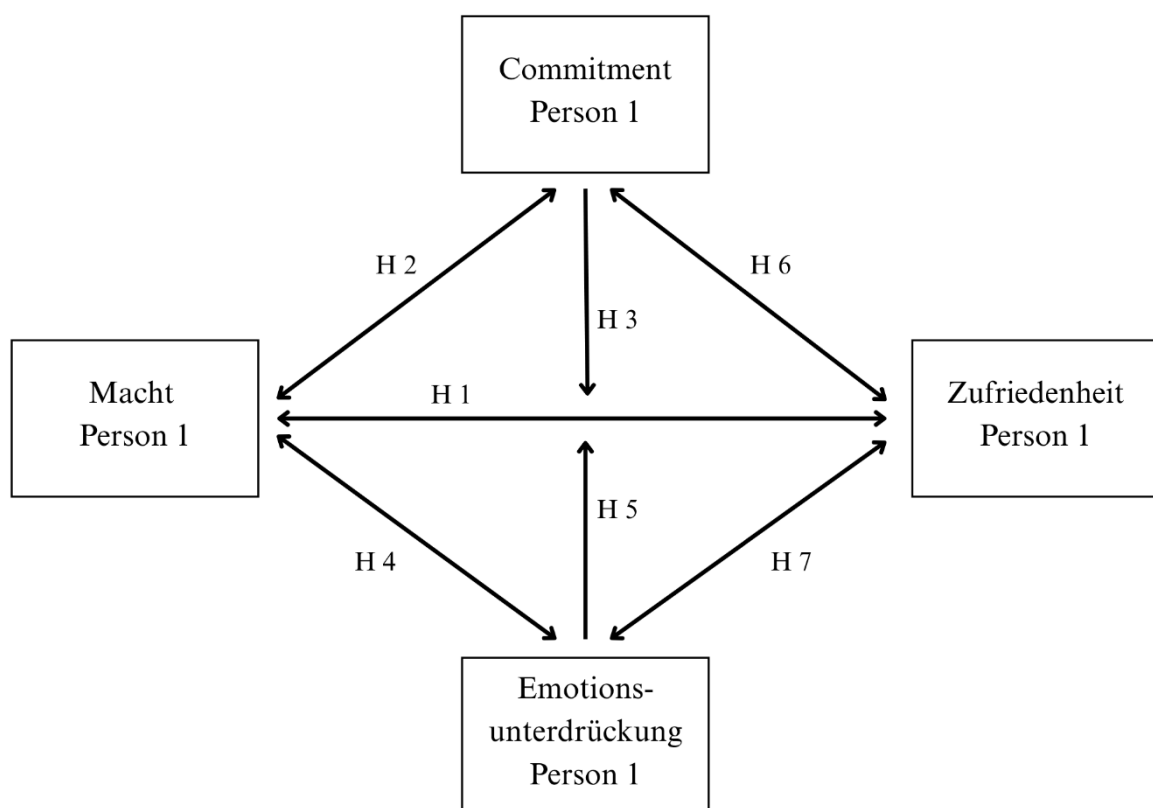 Commitment
Person 1
H 2
H 6
H 3
Macht
Person 1
H 1
Zufriedenheit
Person 1
H 5
H 4
H 7
Emotions-
unterdrückung
Person 1